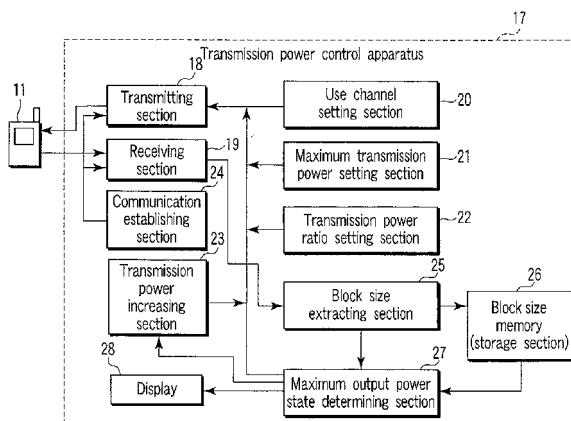 17
Transmission power control apparatus
18
11
Transmitting
section
Use channel
setting section
20
19
Receiving
section
24
Maximum transmission
power setting section
21
Communication
establishing
section
23
Transmission power
ratio setting section
22
Transmission
power
increasing
section
25
Block size
extracting section
26
Block size
memory
(storage section)
28
Display
27
Maximum output power
state determining section